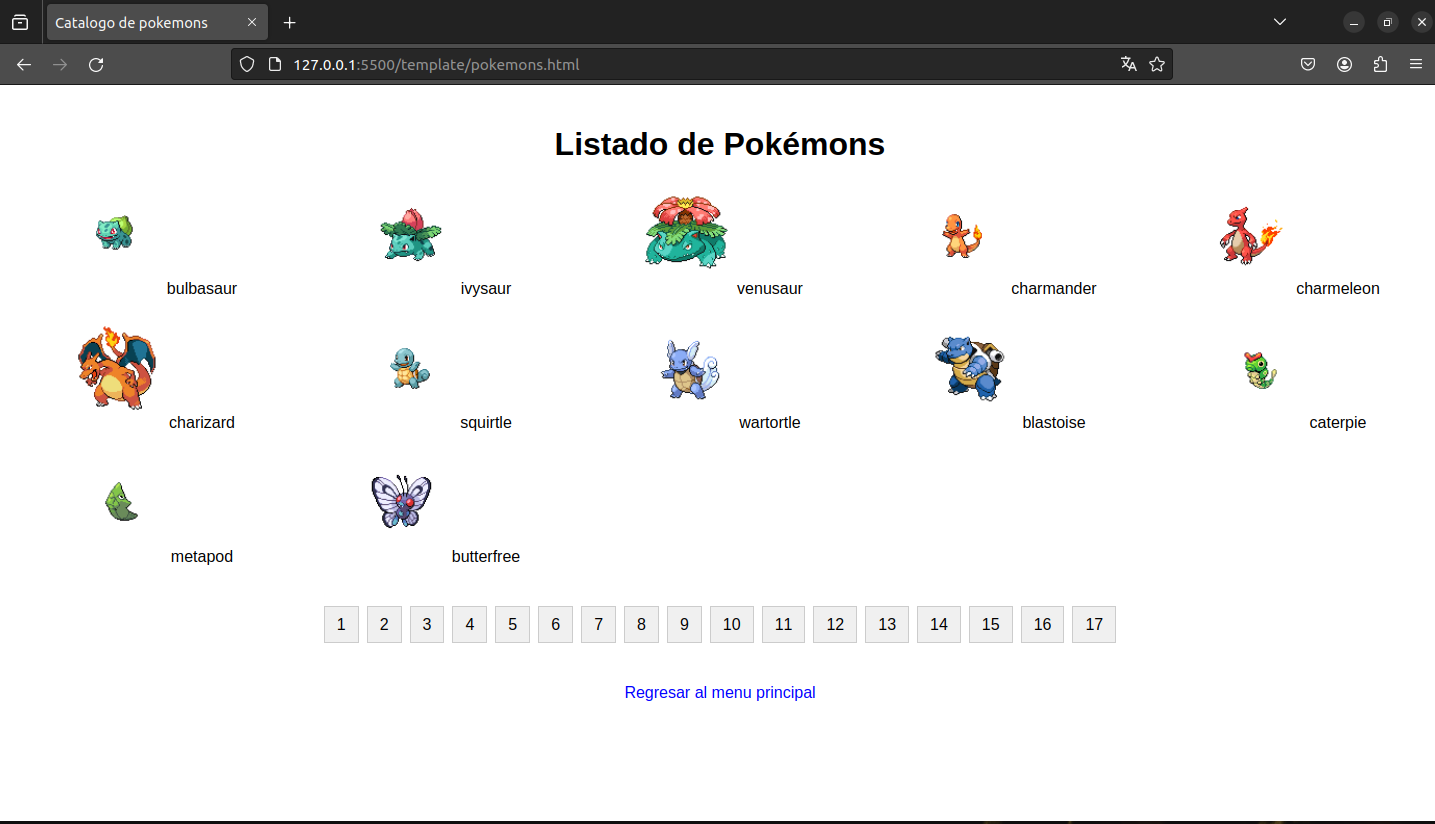 Catalogo de pokemons
127.0.0.1:5500/template/pokemons.html
Listado de Pokémons
bulbasaur ivysaur venusaur charmander charmeleon
charizard squirtle wartortle blastoise caterpie
metapod butterfree
1 2 3 4 5 6 7 8 9 10 11 12 13 14 15 16 17
Regresar al menu principal